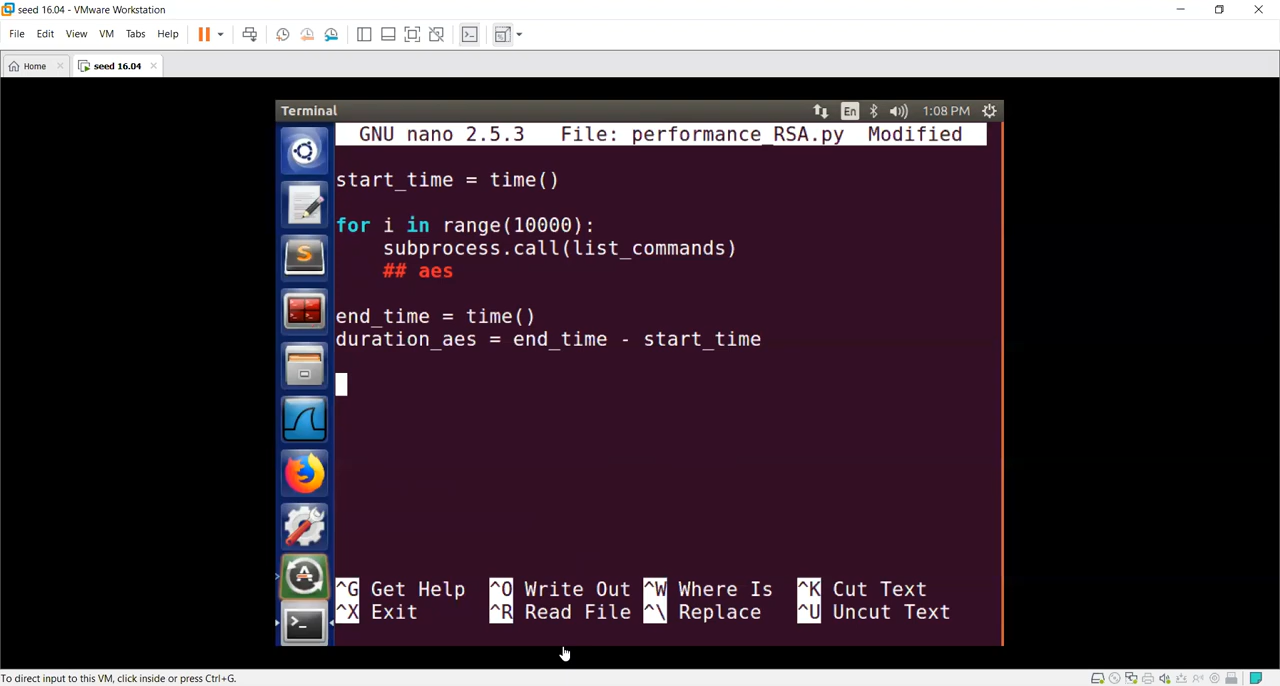 seed 16.04 - VMware Workstation
File Edit View VM Tabs Help
Home seed 16.04
Terminal En 1:08 PM
GNU nano 2.5.3 File: performance_RSA.py Modified
start_time = time()
for i in range(10000):
subprocess.call(list_commands)
## aes
end_time = time()
duration_aes = end_time - start_time
^G Get Help ^O Write Out ^W Where Is ^K Cut Text
^X Exit ^R Read File ^\ Replace ^U Uncut Text
To direct input to this VM, click inside or press Ctrl+G.